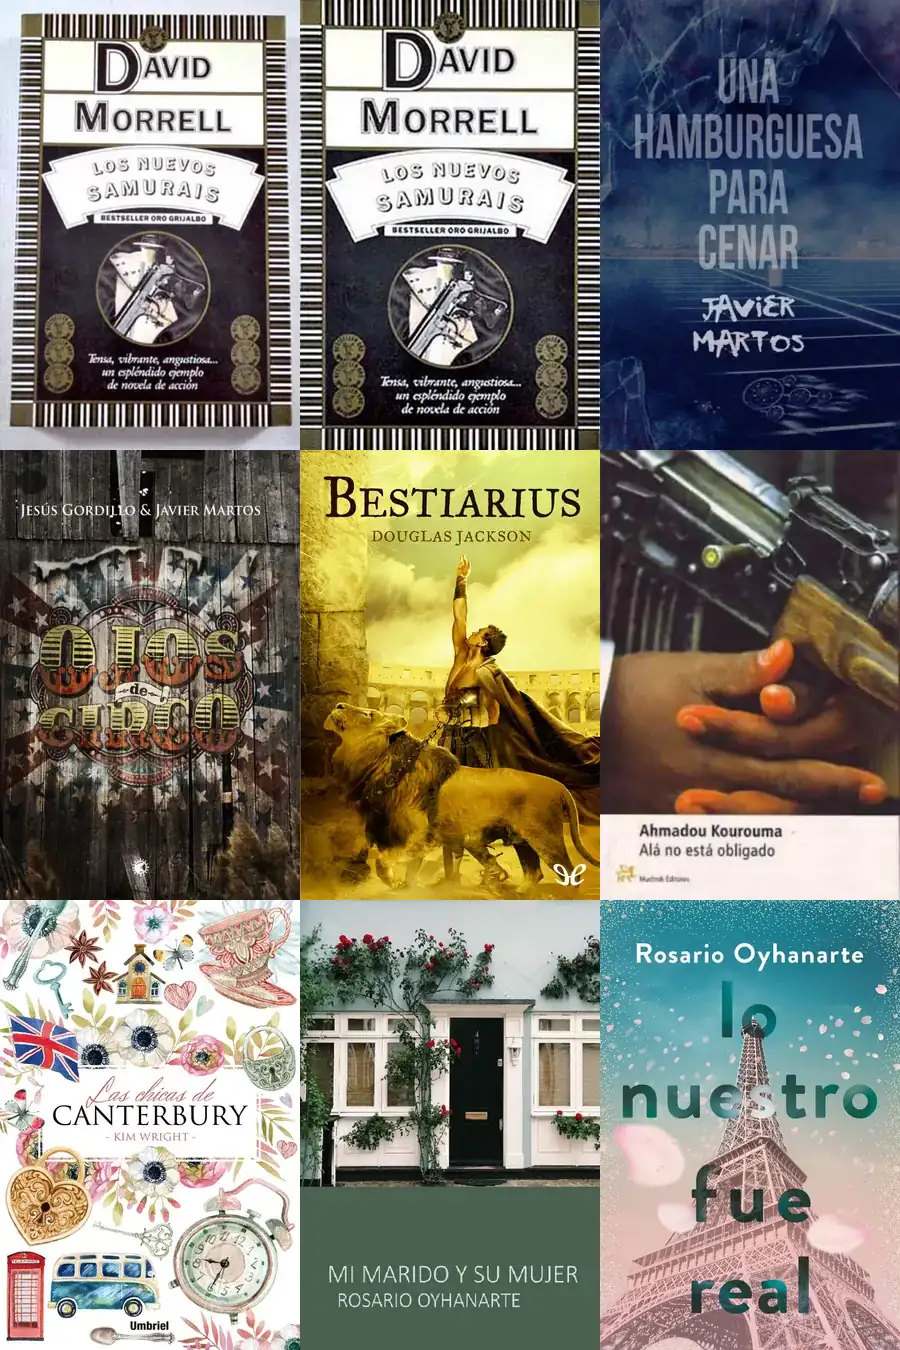 DAVID
MORRELL
LOS NUEVOS
SAMURAIS
BESTSELLER ORO GRIJALBO
Tensa, vibrante, angustiosa...
un espléndido ejemplo
de novela de acción
DAVID
MORRELL
LOS NUEVOS
SAMURAIS
BESTSELLER ORO GRIJALBO
Tensa, vibrante, angustiosa...
un espléndido ejemplo
de novela de acción
UNA
HAMBURGUESA
PARA
CENAR
JAViER
MARTOS
JESÚS GORDILLO & JAVIER MARTOS
OJOS
de
CIRCO
BESTIARIUS
DOUGLAS JACKSON
Ahmadou Kourouma
Alá no está obligado
Muchnik Editores
Las chicas de
CANTERBURY
- KIM WRIGHT -
TELEPHONE
Umbriel
MI MARIDO Y SU MUJER
ROSARIO OYHANARTE
Rosario Oyhanarte
lo
nuestro
fue
real